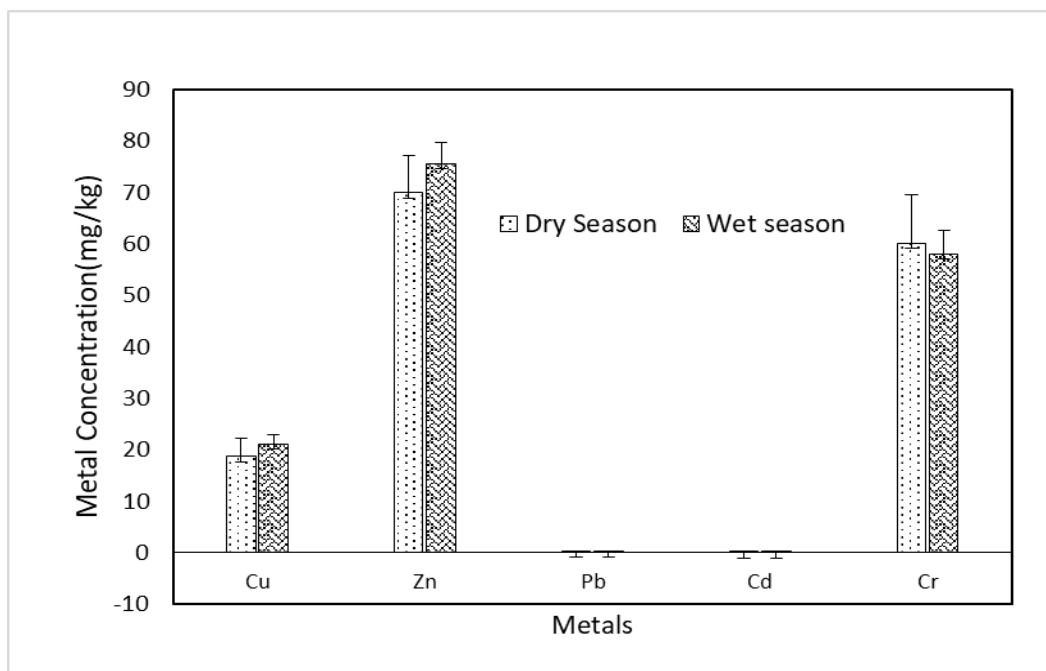 Metal Concentration(mg/kg)
90
80
70
60
50
40
30
20
10
0
-10
Dry Season Wet season
Cu Zn Pb Cd Cr
Metals